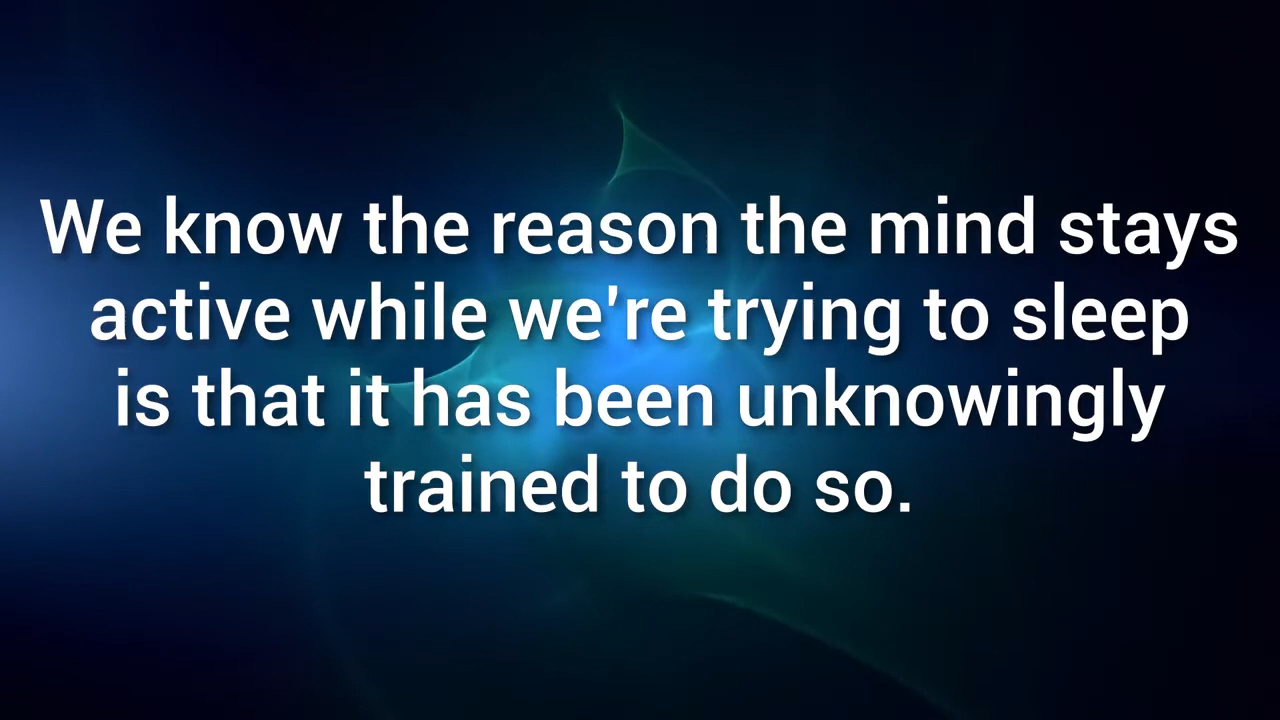 We know the reason the mind stays
active while we're trying to sleep
is that it has been unknowingly
trained to do so.